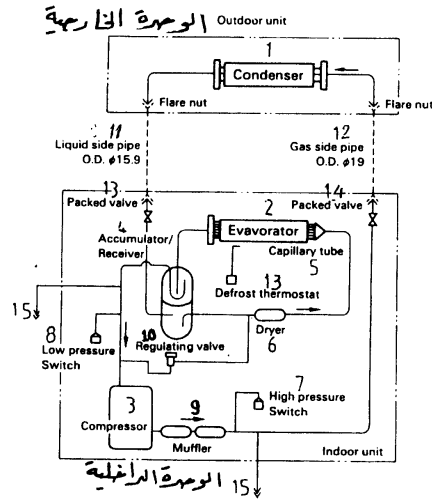 الوحدة الخارجية Outdoor unit
1
Condenser
Flare nut
Flare nut
11
Liquid side pipe
O.D. φ15.9
12
Gas side pipe
O.D. φ19
13
Packed valve
14
Packed valve
2
Evavorator
4
Accumulator/
Receiver
Capillary tube
5
13
Defrost thermostat
15
10
Regulating valve
Dryer
6
8
Low pressure
Switch
7
High pressure
Switch
3
Compressor
9
Muffler
Indoor unit
الوحدة الداخلية
15